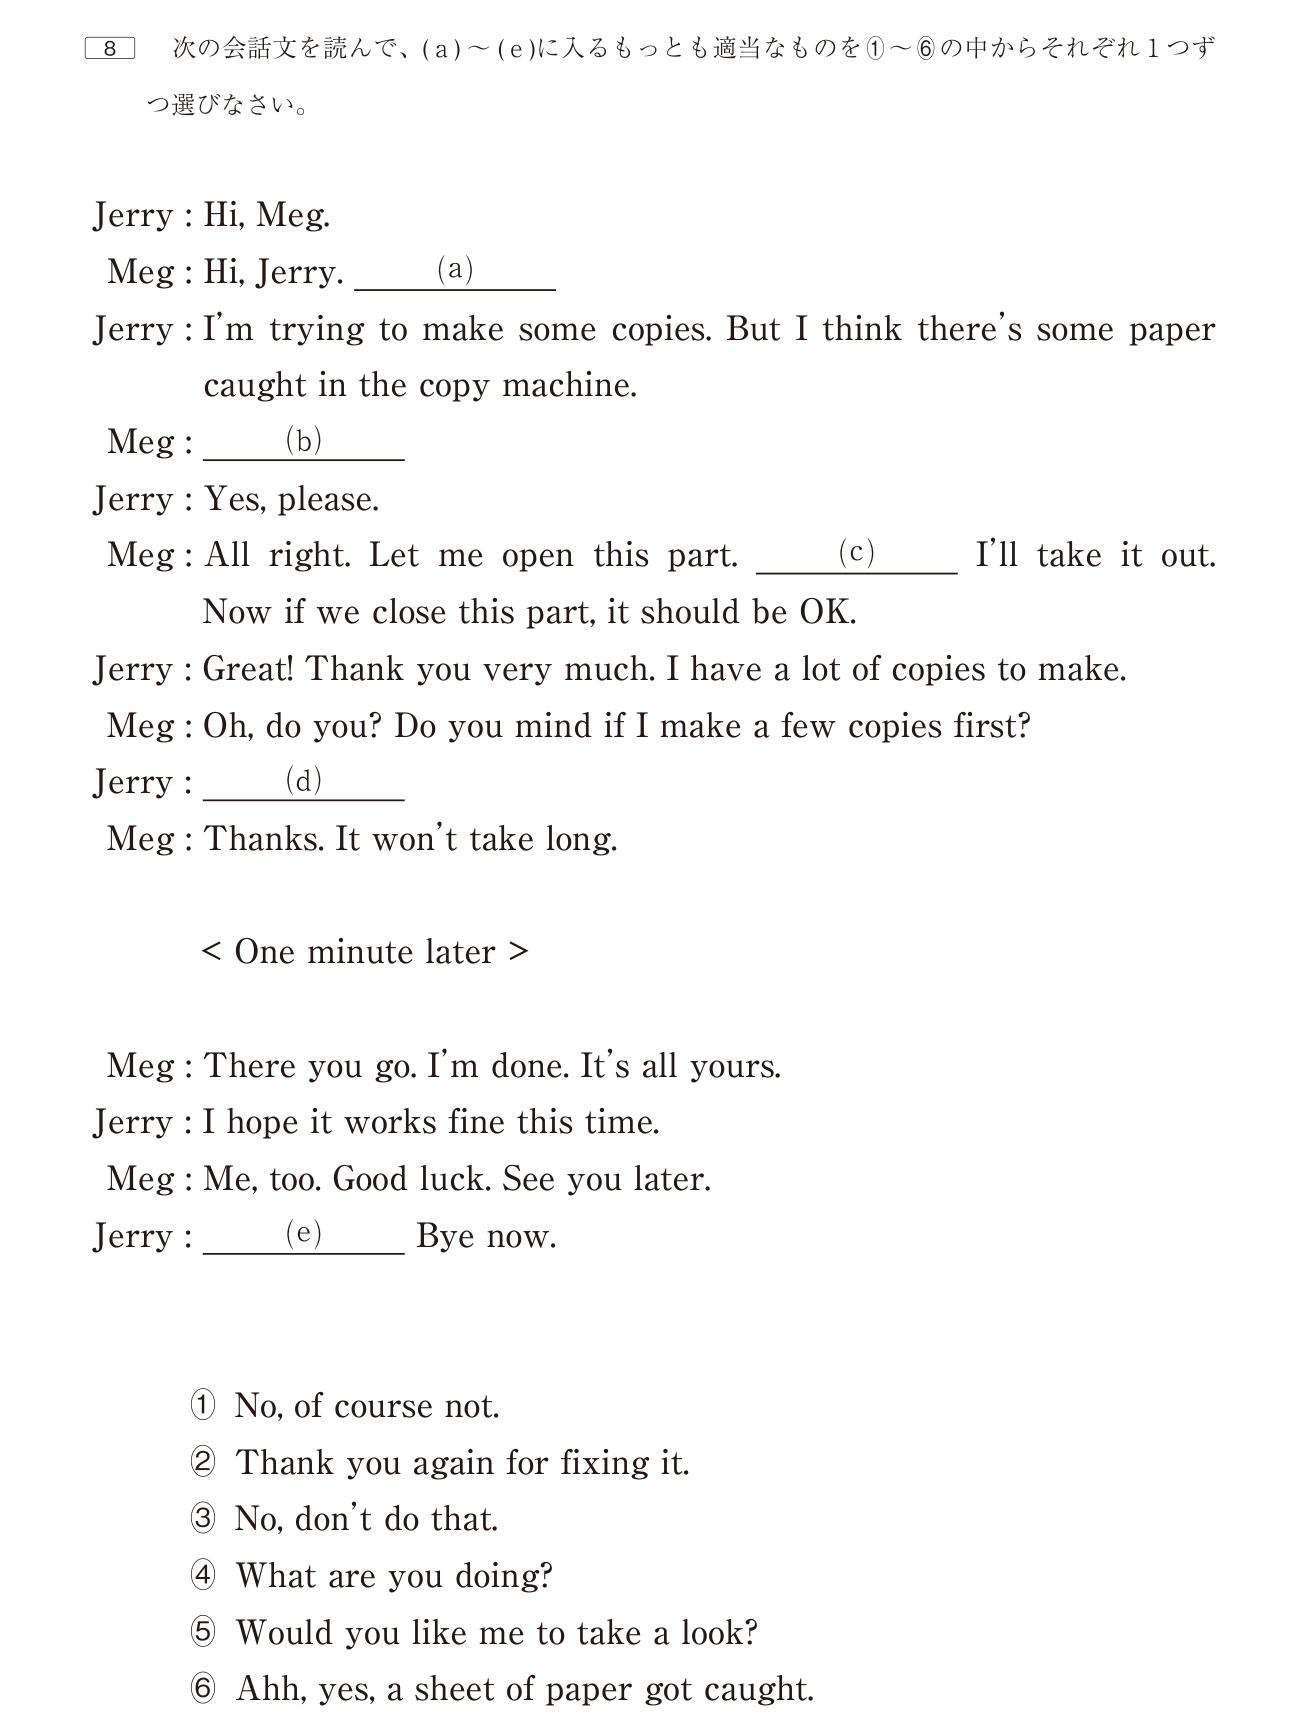 8 次の会話文を読んで、(a)～(e)に入るもっとも適当なものを①～⑥の中からそれぞれ1つず
つ選びなさい。
Jerry : Hi, Meg.
Meg : Hi, Jerry. (a)
Jerry : I'm trying to make some copies. But I think there's some paper
caught in the copy machine.
Meg : (b)
Jerry : Yes, please.
Meg : All right. Let me open this part. (c) I'll take it out.
Now if we close this part, it should be OK.
Jerry : Great! Thank you very much. I have a lot of copies to make.
Meg : Oh, do you? Do you mind if I make a few copies first?
Jerry : (d)
Meg : Thanks. It won't take long.
< One minute later >
Meg : There you go. I'm done. It's all yours.
Jerry : I hope it works fine this time.
Meg : Me, too. Good luck. See you later.
Jerry : (e) Bye now.
① No, of course not.
② Thank you again for fixing it.
③ No, don't do that.
④ What are you doing?
⑤ Would you like me to take a look?
⑥ Ahh, yes, a sheet of paper got caught.